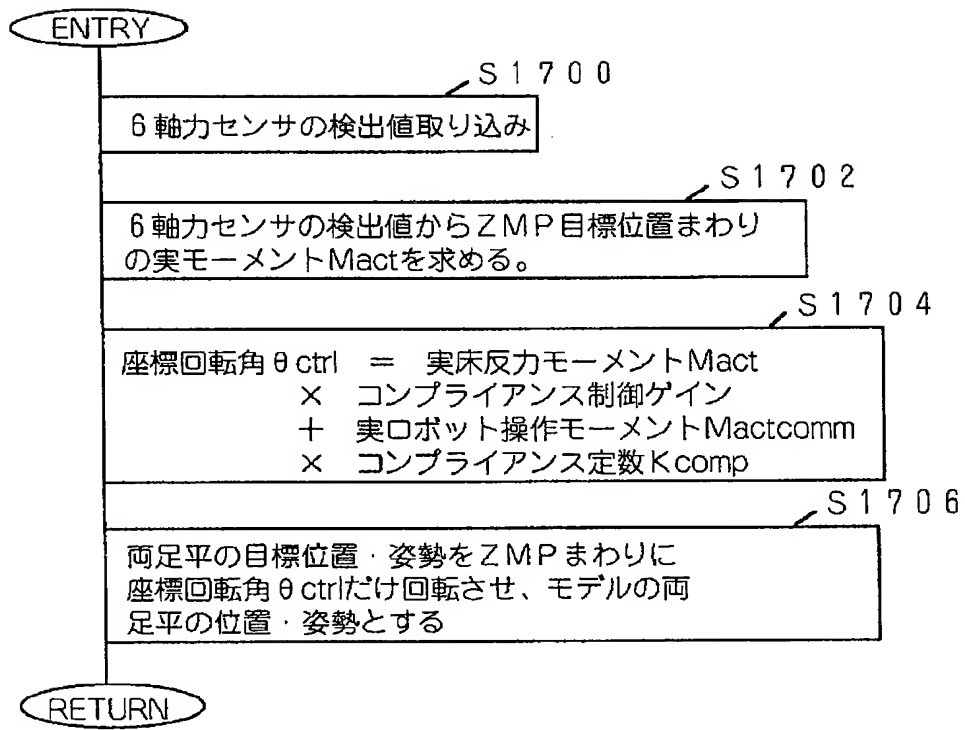 ENTRY
S1700
6軸力センサの検出値取り込み
S1702
6軸力センサの検出値からZMP目標位置まわり
の実モーメントMactを求める。
S1704
座標回転角θctrl = 実床反力モーメントMact
× コンプライアンス制御ゲイン
+ 実ロボット操作モーメントMactcomm
× コンプライアンス定数Kcomp
S1706
両足平の目標位置・姿勢をZMPまわりに
座標回転角θctrlだけ回転させ、モデルの両
足平の位置・姿勢とする
RETURN